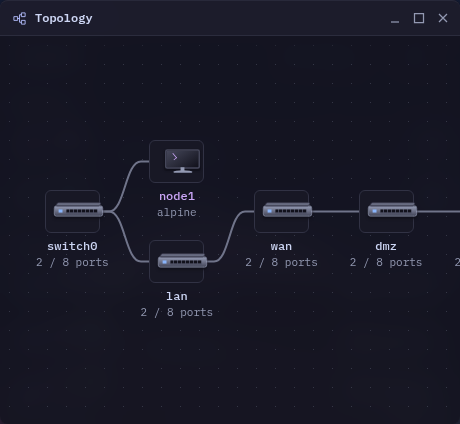 Topology
node1
alpine
switch0
2 / 8 ports
wan
2 / 8 ports
dmz
2 / 8 ports
2
lan
2 / 8 ports